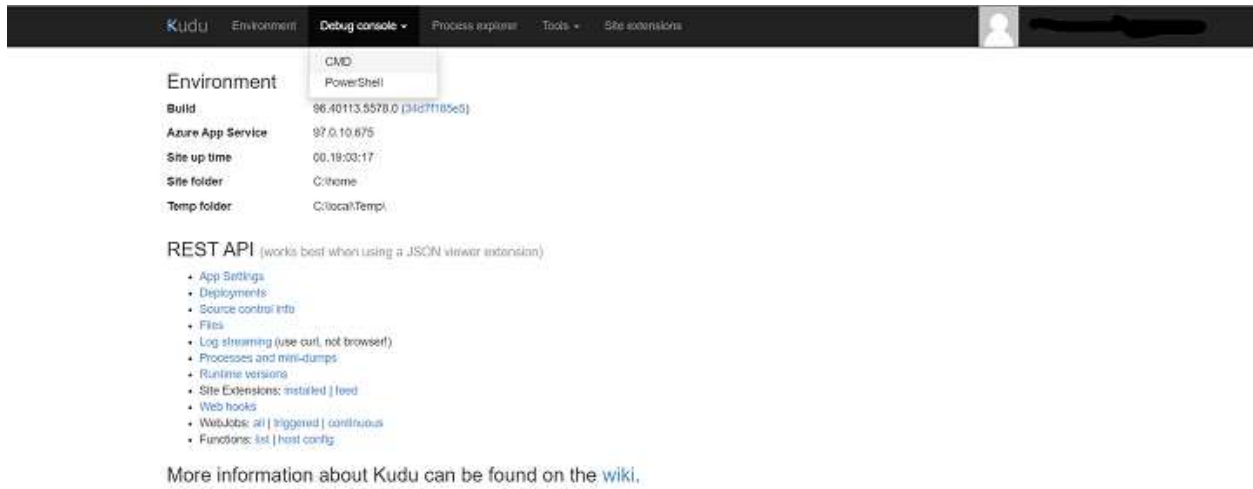 Kudu Environment Debug console Process explorer Tools Site extensions
CMD
PowerShell
Environment
Build 96.40113.5578.0 (34d7f185e5)
Azure App Service 97.0.10.675
Site up time 00.19:03:17
Site folder C:\home
Temp folder C:\local\Temp\
REST API (works best when using a JSON viewer extension)
• App Settings
• Deployments
• Source control info
• Files
• Log streaming (use curl, not browser!)
• Processes and mini-dumps
• Runtime versions
• Site Extensions: installed | feed
• Web hooks
• WebJobs: all | triggered | continuous
• Functions: list | host config
More information about Kudu can be found on the wiki.